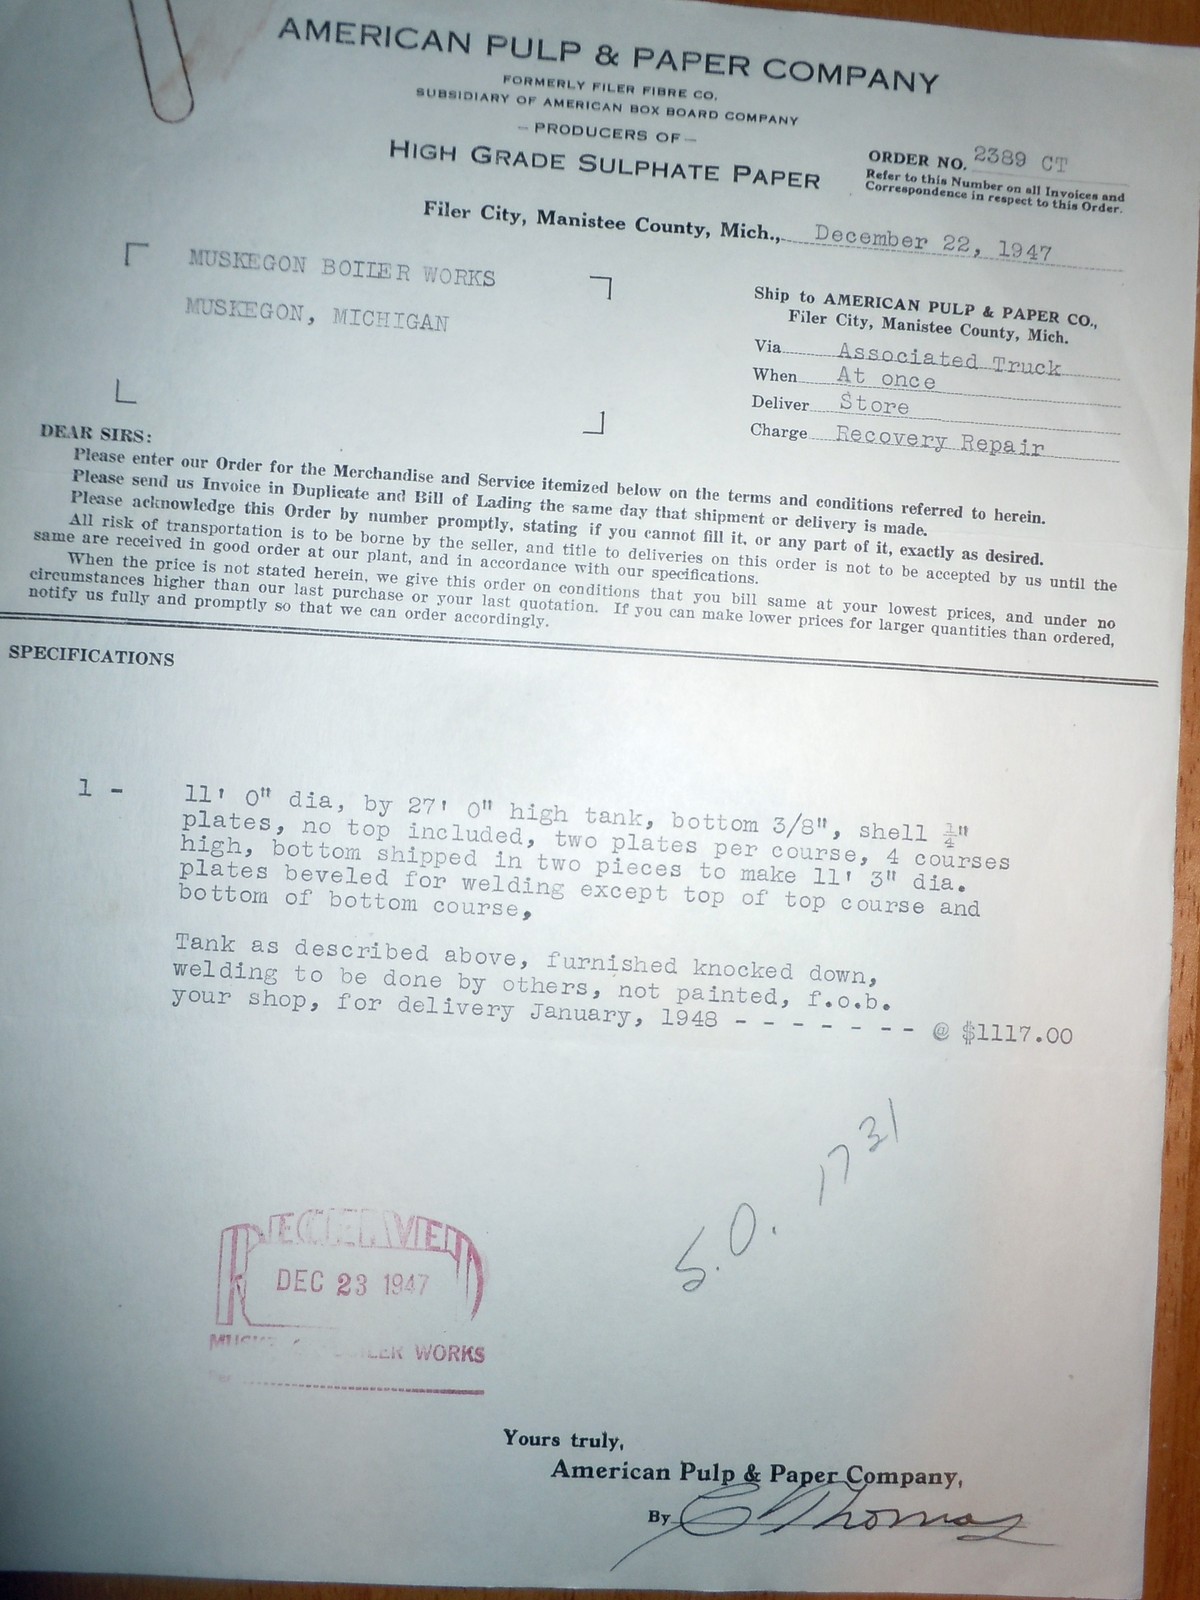 AMERICAN PULP & PAPER COMPANY
FORMERLY FILER FIBRE CO.
SUBSIDIARY OF AMERICAN BOX BOARD COMPANY
— PRODUCERS OF —
HIGH GRADE SULPHATE PAPER
ORDER NO. 2389 CT
Refer to this Number on all Invoices and
Correspondence in respect to this Order.
Filer City, Manistee County, Mich., December 22, 1947
MUSKEGON BOILER WORKS
MUSKEGON, MICHIGAN
Ship to AMERICAN PULP & PAPER CO.,
Filer City, Manistee County, Mich.
Via Associated Truck
When At once
Deliver Store
Charge Recovery Repair
DEAR SIRS:
Please enter our Order for the Merchandise and Service itemized below on the terms and conditions referred to herein.
Please send us Invoice in Duplicate and Bill of Lading the same day that shipment or delivery is made.
Please acknowledge this Order by number promptly, stating if you cannot fill it, or any part of it, exactly as desired.
All risk of transportation is to be borne by the seller, and title to deliveries on this order is not to be accepted by us until the
same are received in good order at our plant, and in accordance with our specifications.
When the price is not stated herein, we give this order on conditions that you bill same at your lowest prices, and under no
circumstances higher than our last purchase or your last quotation. If you can make lower prices for larger quantities than ordered,
notify us fully and promptly so that we can order accordingly.
SPECIFICATIONS
1 - 11' 0" dia, by 27' 0" high tank, bottom 3/8", shell ¼"
plates, no top included, two plates per course, 4 courses
high, bottom shipped in two pieces to make 11' 3" dia.
plates beveled for welding except top of top course and
bottom of bottom course,
Tank as described above, furnished knocked down,
welding to be done by others, not painted, f.o.b.
your shop, for delivery January, 1948 - - - - - - - @ $1117.00
S.O. 1731
RECEIVED
DEC 23 1947
BOILER WORKS
Yours truly,
American Pulp & Paper Company,
By C Thomas